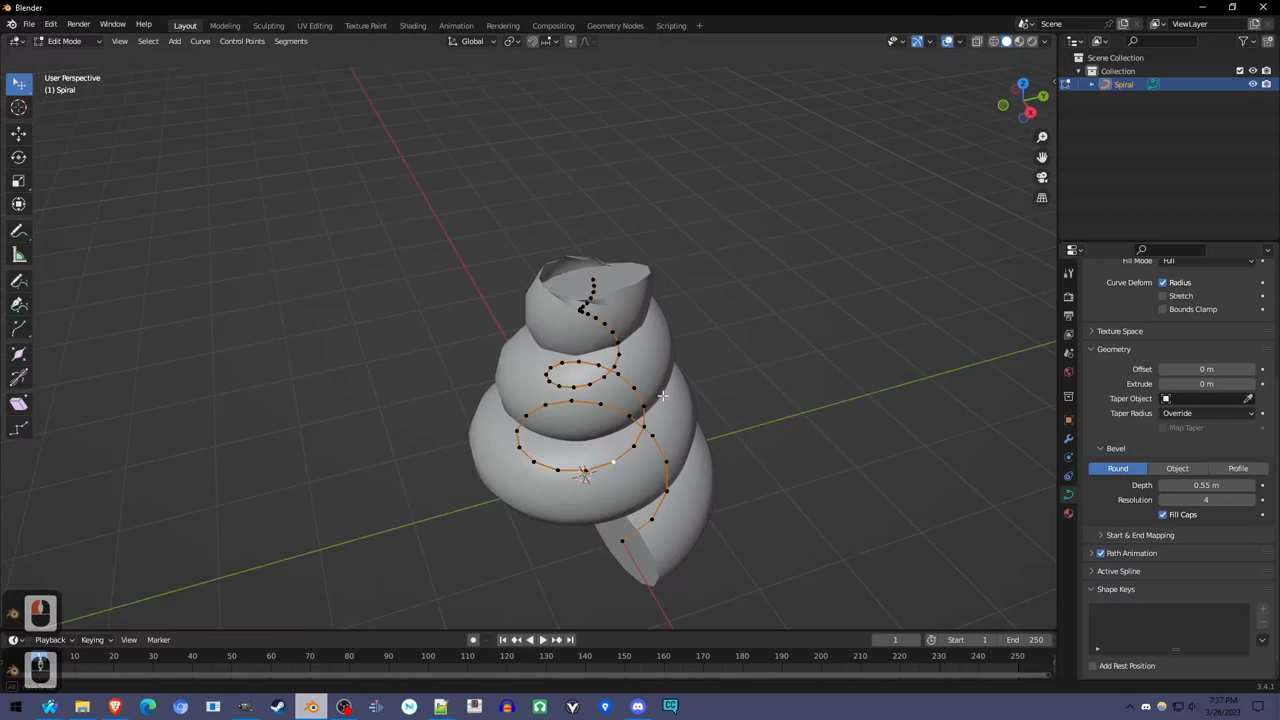 Blender
File Edit Render Window Help Layout Modeling Sculpting UV Editing Texture Paint Shading Animation Rendering Compositing Geometry Nodes Scripting + Scene ViewLayer
Edit Mode View Select Add Curve Control Points Segments Global
User Perspective
(1) Spiral
Scene Collection
Collection
Spiral
Z
Y
X
Fill Mode Full
Curve Deform Radius
Stretch
Bounds Clamp
Texture Space
Geometry
Offset 0 m
Extrude 0 m
Taper Object
Taper Radius Override
Map Taper
Bevel
Round Object Profile
Depth 0.55 m
Resolution 4
Fill Caps
Start & End Mapping
Path Animation
Active Spline
Shape Keys
Add Rest Position
Playback Keying View Marker 1 Start 1 End 250
10 20 30 40 50 60 70 80 90 100 110 120 130 140 150 160 170 180 190 200 210 220 230 240 250
3.4.1
7:37 PM
3/26/2023